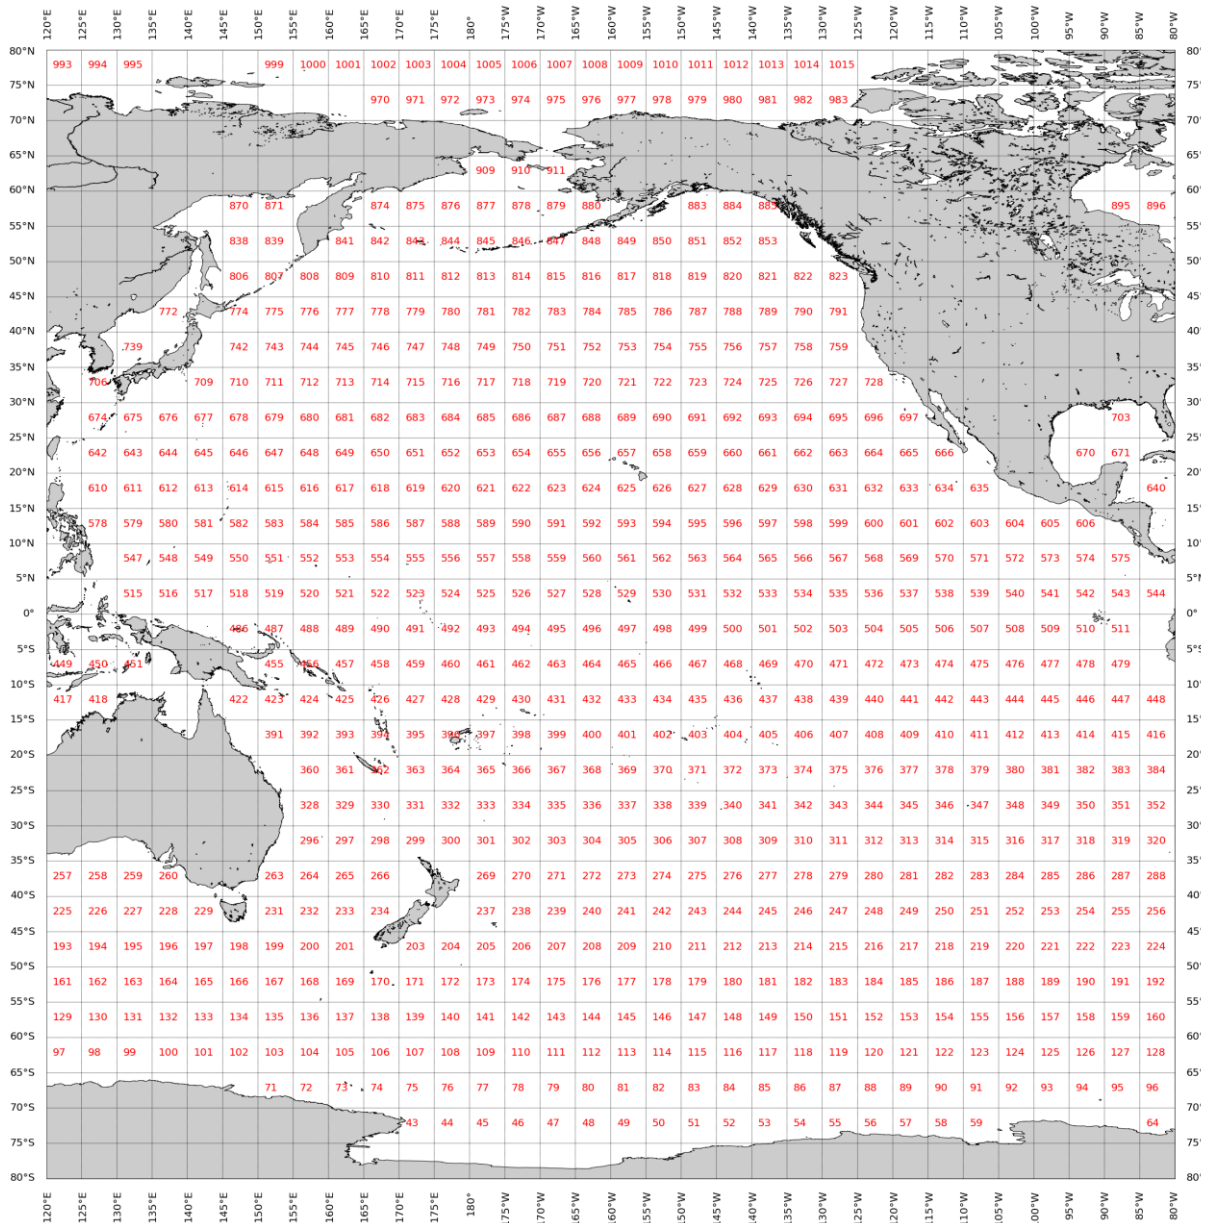 120°E 125°E 130°E 135°E 140°E 145°E 150°E 155°E 160°E 165°E 170°E 175°E 180° 175°W 170°W 165°W 160°W 155°W 150°W 145°W 140°W 135°W 130°W 125°W 120°W 115°W 110°W 105°W 100°W 95°W 90°W 85°W 80°W
80°N 80°
993 994 995 999 1000 1001 1002 1003 1004 1005 1006 1007 1008 1009 1010 1011 1012 1013 1014 1015
75°N 75°
970 971 972 973 974 975 976 977 978 979 980 981 982 983
70°N 70°
65°N 65°
909 910 911
60°N 60°
870 871 874 875 876 877 878 879 880 883 884 885 895 896
55°N 55°
838 839 841 842 843 844 845 846 847 848 849 850 851 852 853
50°N 50°
806 807 808 809 810 811 812 813 814 815 816 817 818 819 820 821 822 823
45°N 45°
772 774 775 776 777 778 779 780 781 782 783 784 785 786 787 788 789 790 791
40°N 40°
739 742 743 744 745 746 747 748 749 750 751 752 753 754 755 756 757 758 759
35°N 35°
706 709 710 711 712 713 714 715 716 717 718 719 720 721 722 723 724 725 726 727 728
30°N 30°
674 675 676 677 678 679 680 681 682 683 684 685 686 687 688 689 690 691 692 693 694 695 696 697 703
25°N 25°
642 643 644 645 646 647 648 649 650 651 652 653 654 655 656 657 658 659 660 661 662 663 664 665 666 670 671
20°N 20°
610 611 612 613 614 615 616 617 618 619 620 621 622 623 624 625 626 627 628 629 630 631 632 633 634 635 640
15°N 15°
578 579 580 581 582 583 584 585 586 587 588 589 590 591 592 593 594 595 596 597 598 599 600 601 602 603 604 605 606
10°N 10°
547 548 549 550 551 552 553 554 555 556 557 558 559 560 561 562 563 564 565 566 567 568 569 570 571 572 573 574 575
5°N 5°N
515 516 517 518 519 520 521 522 523 524 525 526 527 528 529 530 531 532 533 534 535 536 537 538 539 540 541 542 543 544
0° 0°
486 487 488 489 490 491 492 493 494 495 496 497 498 499 500 501 502 503 504 505 506 507 508 509 510 511
5°S 5°S
449 450 451 455 456 457 458 459 460 461 462 463 464 465 466 467 468 469 470 471 472 473 474 475 476 477 478 479
10°S 10°
417 418 422 423 424 425 426 427 428 429 430 431 432 433 434 435 436 437 438 439 440 441 442 443 444 445 446 447 448
15°S 15°
391 392 393 394 395 396 397 398 399 400 401 402 403 404 405 406 407 408 409 410 411 412 413 414 415 416
20°S 20°
360 361 362 363 364 365 366 367 368 369 370 371 372 373 374 375 376 377 378 379 380 381 382 383 384
25°S 25°
328 329 330 331 332 333 334 335 336 337 338 339 340 341 342 343 344 345 346 347 348 349 350 351 352
30°S 30°
296 297 298 299 300 301 302 303 304 305 306 307 308 309 310 311 312 313 314 315 316 317 318 319 320
35°S 35°
257 258 259 260 263 264 265 266 269 270 271 272 273 274 275 276 277 278 279 280 281 282 283 284 285 286 287 288
40°S 40°
225 226 227 228 229 231 232 233 234 237 238 239 240 241 242 243 244 245 246 247 248 249 250 251 252 253 254 255 256
45°S 45°
193 194 195 196 197 198 199 200 201 203 204 205 206 207 208 209 210 211 212 213 214 215 216 217 218 219 220 221 222 223 224
50°S 50°
161 162 163 164 165 166 167 168 169 170 171 172 173 174 175 176 177 178 179 180 181 182 183 184 185 186 187 188 189 190 191 192
55°S 55°
129 130 131 132 133 134 135 136 137 138 139 140 141 142 143 144 145 146 147 148 149 150 151 152 153 154 155 156 157 158 159 160
60°S 60°
97 98 99 100 101 102 103 104 105 106 107 108 109 110 111 112 113 114 115 116 117 118 119 120 121 122 123 124 125 126 127 128
65°S 65°
71 72 73 74 75 76 77 78 79 80 81 82 83 84 85 86 87 88 89 90 91 92 93 94 95 96
70°S 70°
43 44 45 46 47 48 49 50 51 52 53 54 55 56 57 58 59 64
75°S 75°
80°S 80°
120°E 125°E 130°E 135°E 140°E 145°E 150°E 155°E 160°E 165°E 170°E 175°E 180° 175°W 170°W 165°W 160°W 155°W 150°W 145°W 140°W 135°W 130°W 125°W 120°W 115°W 110°W 105°W 100°W 95°W 90°W 85°W 80°W